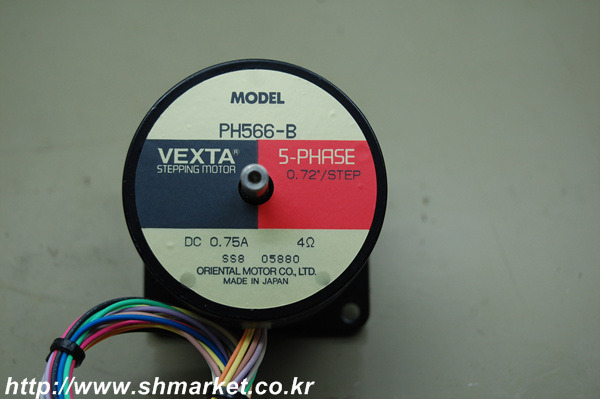 MODEL
PH566-B
VEXTA®
STEPPING MOTOR
5-PHASE
0.72°/STEP
DC 0.75A 4Ω
SS8 05880
ORIENTAL MOTOR CO., LTD.
MADE IN JAPAN
http://www.shmarket.co.kr